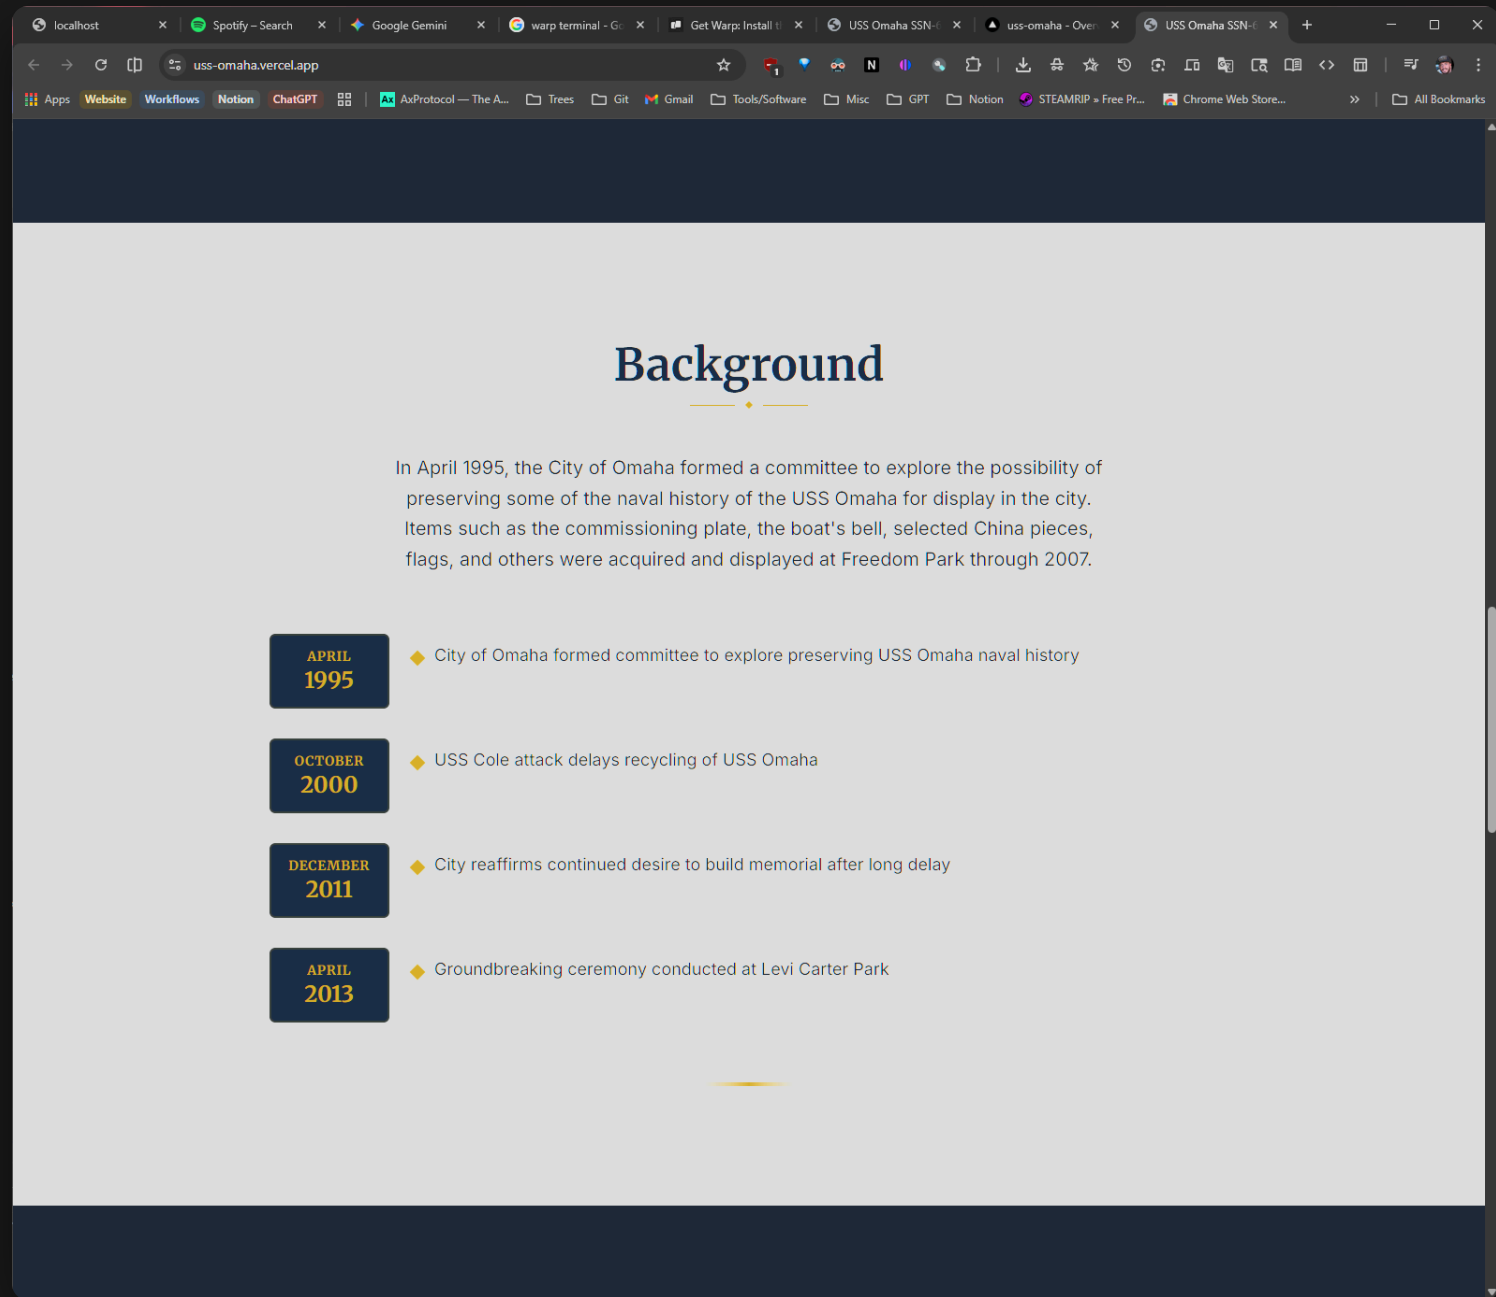 localhost
Spotify – Search
Google Gemini
warp terminal - Go
Get Warp: Install t
USS Omaha SSN-6
uss-omaha - Over
USS Omaha SSN-6
uss-omaha.vercel.app
1
Apps
Website
Workflows
Notion
ChatGPT
Ax
AxProtocol — The A...
Trees
Git
Gmail
Tools/Software
Misc
GPT
Notion
STEAMRIP » Free Pr...
Chrome Web Store...
All Bookmarks
Background
In April 1995, the City of Omaha formed a committee to explore the possibility of
preserving some of the naval history of the USS Omaha for display in the city.
Items such as the commissioning plate, the boat's bell, selected China pieces,
flags, and others were acquired and displayed at Freedom Park through 2007.
APRIL
1995
City of Omaha formed committee to explore preserving USS Omaha naval history
OCTOBER
2000
USS Cole attack delays recycling of USS Omaha
DECEMBER
2011
City reaffirms continued desire to build memorial after long delay
APRIL
2013
Groundbreaking ceremony conducted at Levi Carter Park